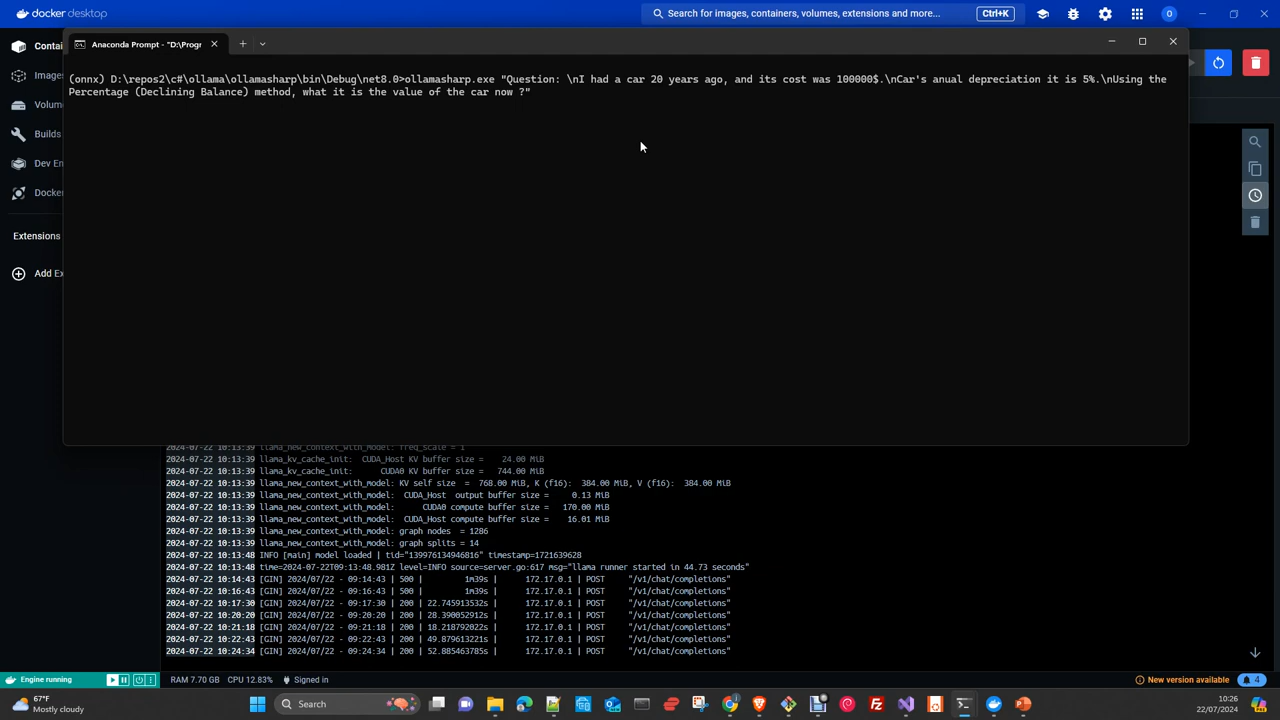 docker desktop
Search for images, containers, volumes, extensions and more...
Ctrl+K
Anaconda Prompt - "D:\Progr
Contai
Images
Volum
Builds
Dev En
Docker
Extensions
Add Ex
(onnx) D:\repos2\c#\ollama\ollamasharp\bin\Debug\net8.0>ollamasharp.exe "Question: \nI had a car 20 years ago, and its cost was 100000$.\nCar's anual depreciation it is 5%.\nUsing the
Percentage (Declining Balance) method, what it is the value of the car now ?"
2024-07-22 10:13:39 llama_new_context_with_model: freq_scale = 1
2024-07-22 10:13:39 llama_kv_cache_init: CUDA_Host KV buffer size = 24.00 MiB
2024-07-22 10:13:39 llama_kv_cache_init: CUDA0 KV buffer size = 744.00 MiB
2024-07-22 10:13:39 llama_new_context_with_model: KV self size = 768.00 MiB, K (f16): 384.00 MiB, V (f16): 384.00 MiB
2024-07-22 10:13:39 llama_new_context_with_model: CUDA_Host output buffer size = 0.13 MiB
2024-07-22 10:13:39 llama_new_context_with_model: CUDA0 compute buffer size = 170.00 MiB
2024-07-22 10:13:39 llama_new_context_with_model: CUDA_Host compute buffer size = 16.01 MiB
2024-07-22 10:13:39 llama_new_context_with_model: graph nodes = 1286
2024-07-22 10:13:39 llama_new_context_with_model: graph splits = 14
2024-07-22 10:13:48 INFO [main] model loaded | tid="139976134946816" timestamp=1721639628
2024-07-22 10:13:48 time=2024-07-22T09:13:48.981Z level=INFO source=server.go:617 msg="llama runner started in 44.73 seconds"
2024-07-22 10:14:43 [GIN] 2024/07/22 - 09:14:43 | 500 | 1m39s | 172.17.0.1 | POST "/v1/chat/completions"
2024-07-22 10:16:43 [GIN] 2024/07/22 - 09:16:43 | 200 | 1m39s | 172.17.0.1 | POST "/v1/chat/completions"
2024-07-22 10:17:30 [GIN] 2024/07/22 - 09:17:30 | 200 | 22.745913532s | 172.17.0.1 | POST "/v1/chat/completions"
2024-07-22 10:20:20 [GIN] 2024/07/22 - 09:20:20 | 200 | 28.390052912s | 172.17.0.1 | POST "/v1/chat/completions"
2024-07-22 10:21:18 [GIN] 2024/07/22 - 09:21:18 | 200 | 18.218792022s | 172.17.0.1 | POST "/v1/chat/completions"
2024-07-22 10:22:43 [GIN] 2024/07/22 - 09:22:43 | 200 | 49.879613221s | 172.17.0.1 | POST "/v1/chat/completions"
2024-07-22 10:24:34 [GIN] 2024/07/22 - 09:24:34 | 200 | 52.885463785s | 172.17.0.1 | POST "/v1/chat/completions"
Engine running
RAM 7.70 GB CPU 12.83% Signed in
New version available
4
67°F
Mostly cloudly
Search
10:26
22/07/2024